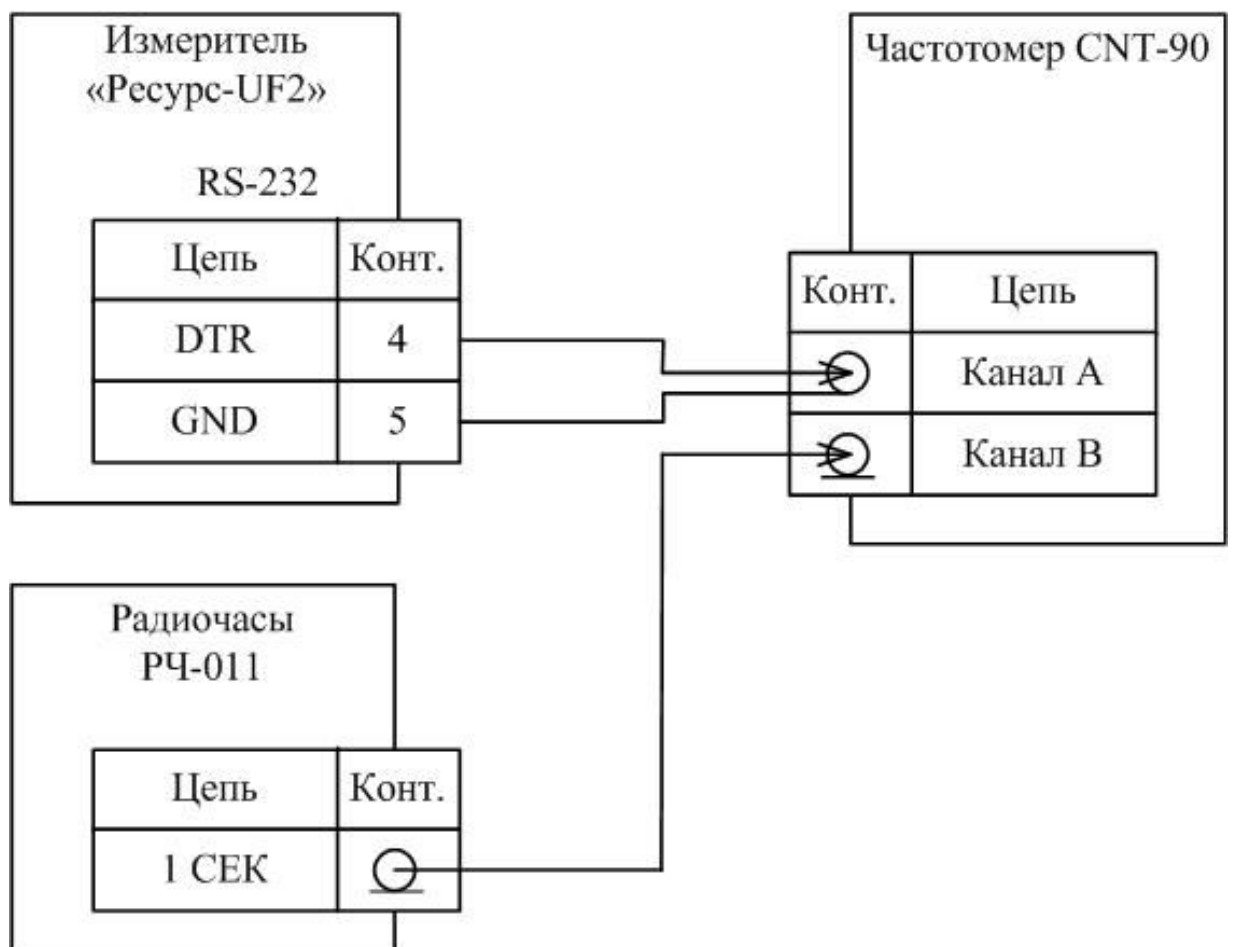 Измеритель
«Ресурс-UF2»
RS-232
Цепь Конт.
DTR 4
GND 5
Частотомер CNT-90
Конт. Цепь
Канал A
Канал B
Радиочасы
РЧ-011
Цепь Конт.
1 СЕК